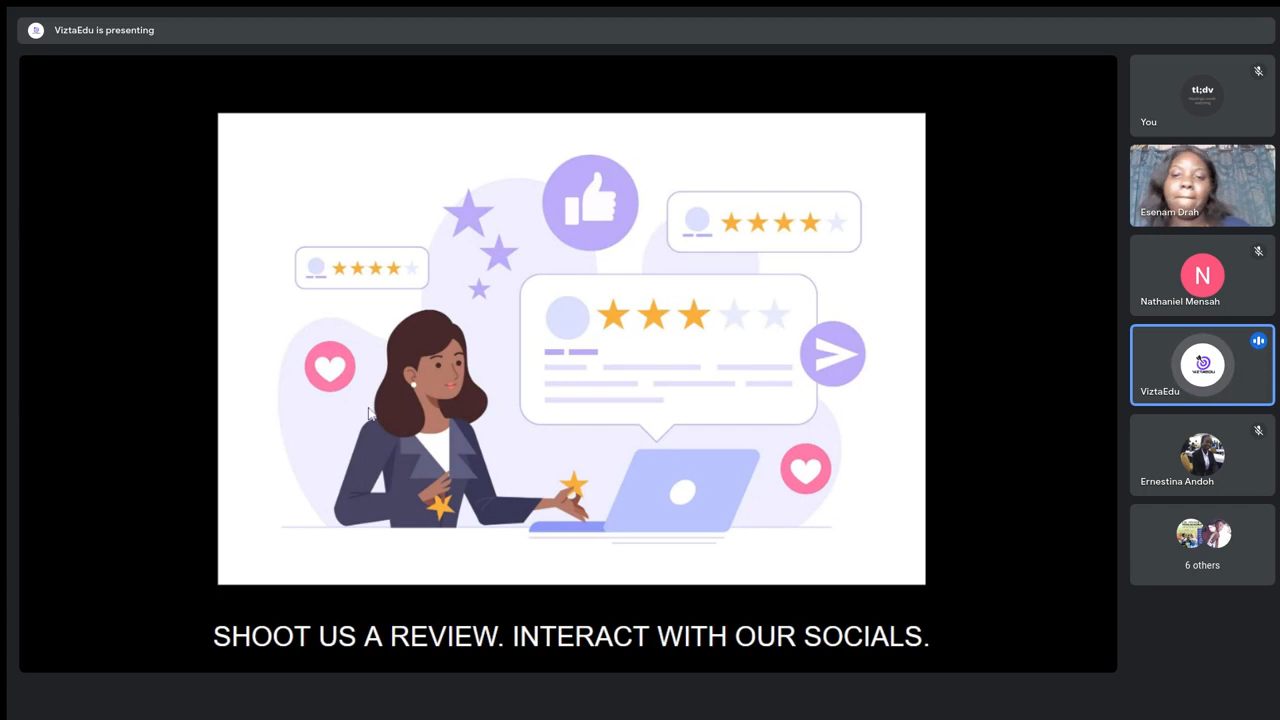 ViztaEdu is presenting
tl;dv
You
Esenam Drah
N
Nathaniel Mensah
ViztaEdu
Ernestina Andoh
6 others
SHOOT US A REVIEW. INTERACT WITH OUR SOCIALS.